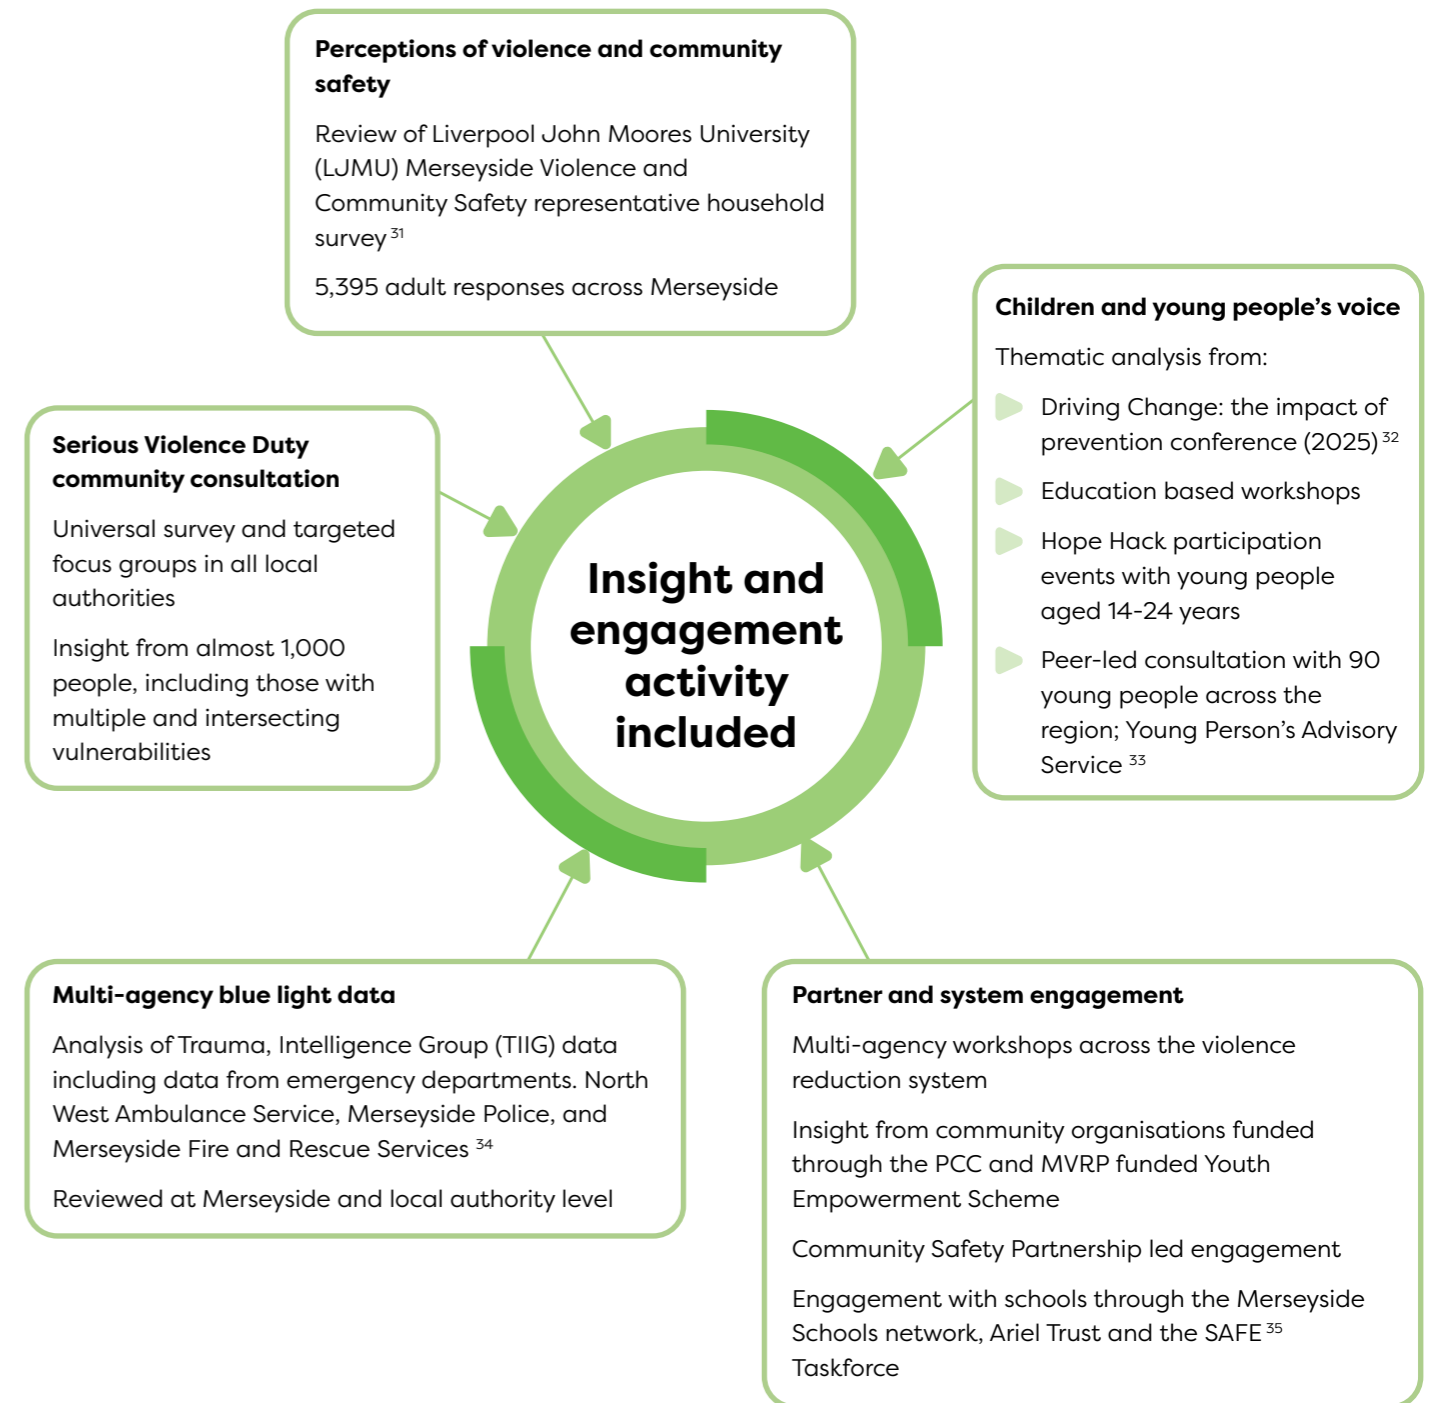 Perceptions of violence and community
safety
Review of Liverpool John Moores University
(LJMU) Merseyside Violence and
Community Safety representative household
survey 31
5,395 adult responses across Merseyside
Children and young people’s voice
Thematic analysis from:
Driving Change: the impact of
prevention conference (2025) 32
Education based workshops
Hope Hack participation
events with young people
aged 14-24 years
Peer-led consultation with 90
young people across the
region; Young Person’s Advisory
Service 33
Serious Violence Duty
community consultation
Universal survey and targeted
focus groups in all local
authorities
Insight from almost 1,000
people, including those with
multiple and intersecting
vulnerabilities
Insight and
engagement
activity
included
Multi-agency blue light data
Analysis of Trauma, Intelligence Group (TIIG) data
including data from emergency departments. North
West Ambulance Service, Merseyside Police, and
Merseyside Fire and Rescue Services 34
Reviewed at Merseyside and local authority level
Partner and system engagement
Multi-agency workshops across the violence
reduction system
Insight from community organisations funded
through the PCC and MVRP funded Youth
Empowerment Scheme
Community Safety Partnership led engagement
Engagement with schools through the Merseyside
Schools network, Ariel Trust and the SAFE 35
Taskforce